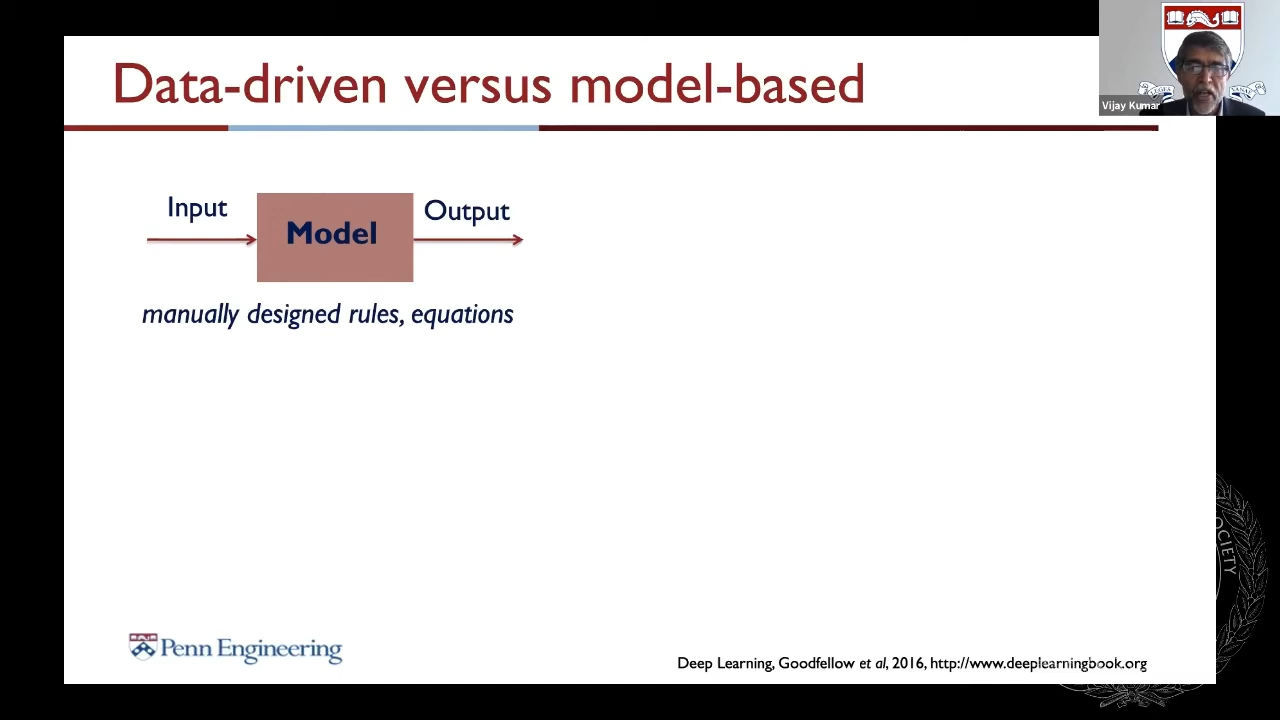 Data-driven versus model-based
Vijay Kumar
Input
Model
Output
manually designed rules, equations
Penn Engineering
Deep Learning, Goodfellow et al, 2016, http://www.deeplearningbook.org
SOCIETY